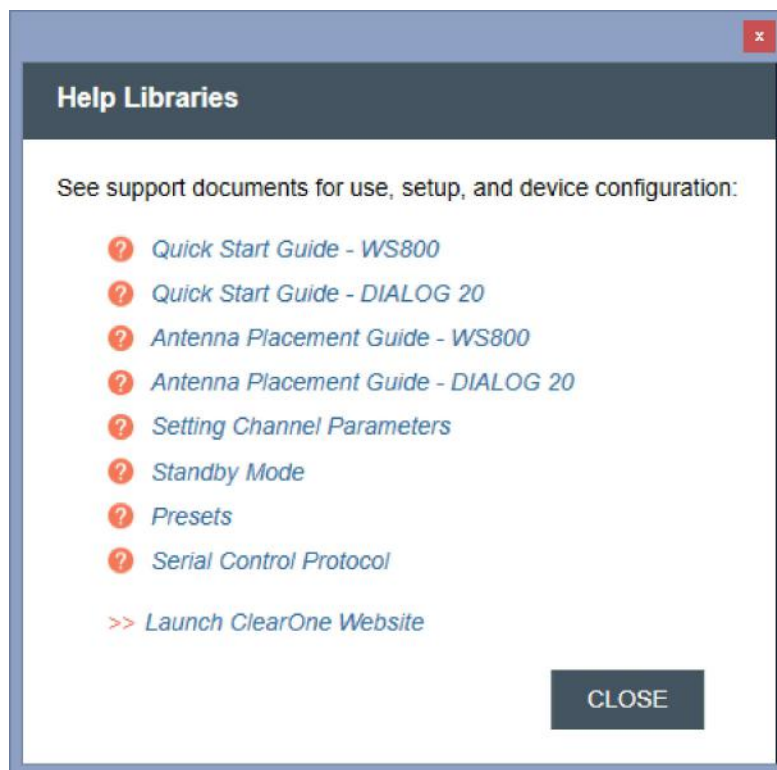 x
Help Libraries
See support documents for use, setup, and device configuration:
? Quick Start Guide - WS800
? Quick Start Guide - DIALOG 20
? Antenna Placement Guide - WS800
? Antenna Placement Guide - DIALOG 20
? Setting Channel Parameters
? Standby Mode
? Presets
? Serial Control Protocol
>> Launch ClearOne Website
CLOSE